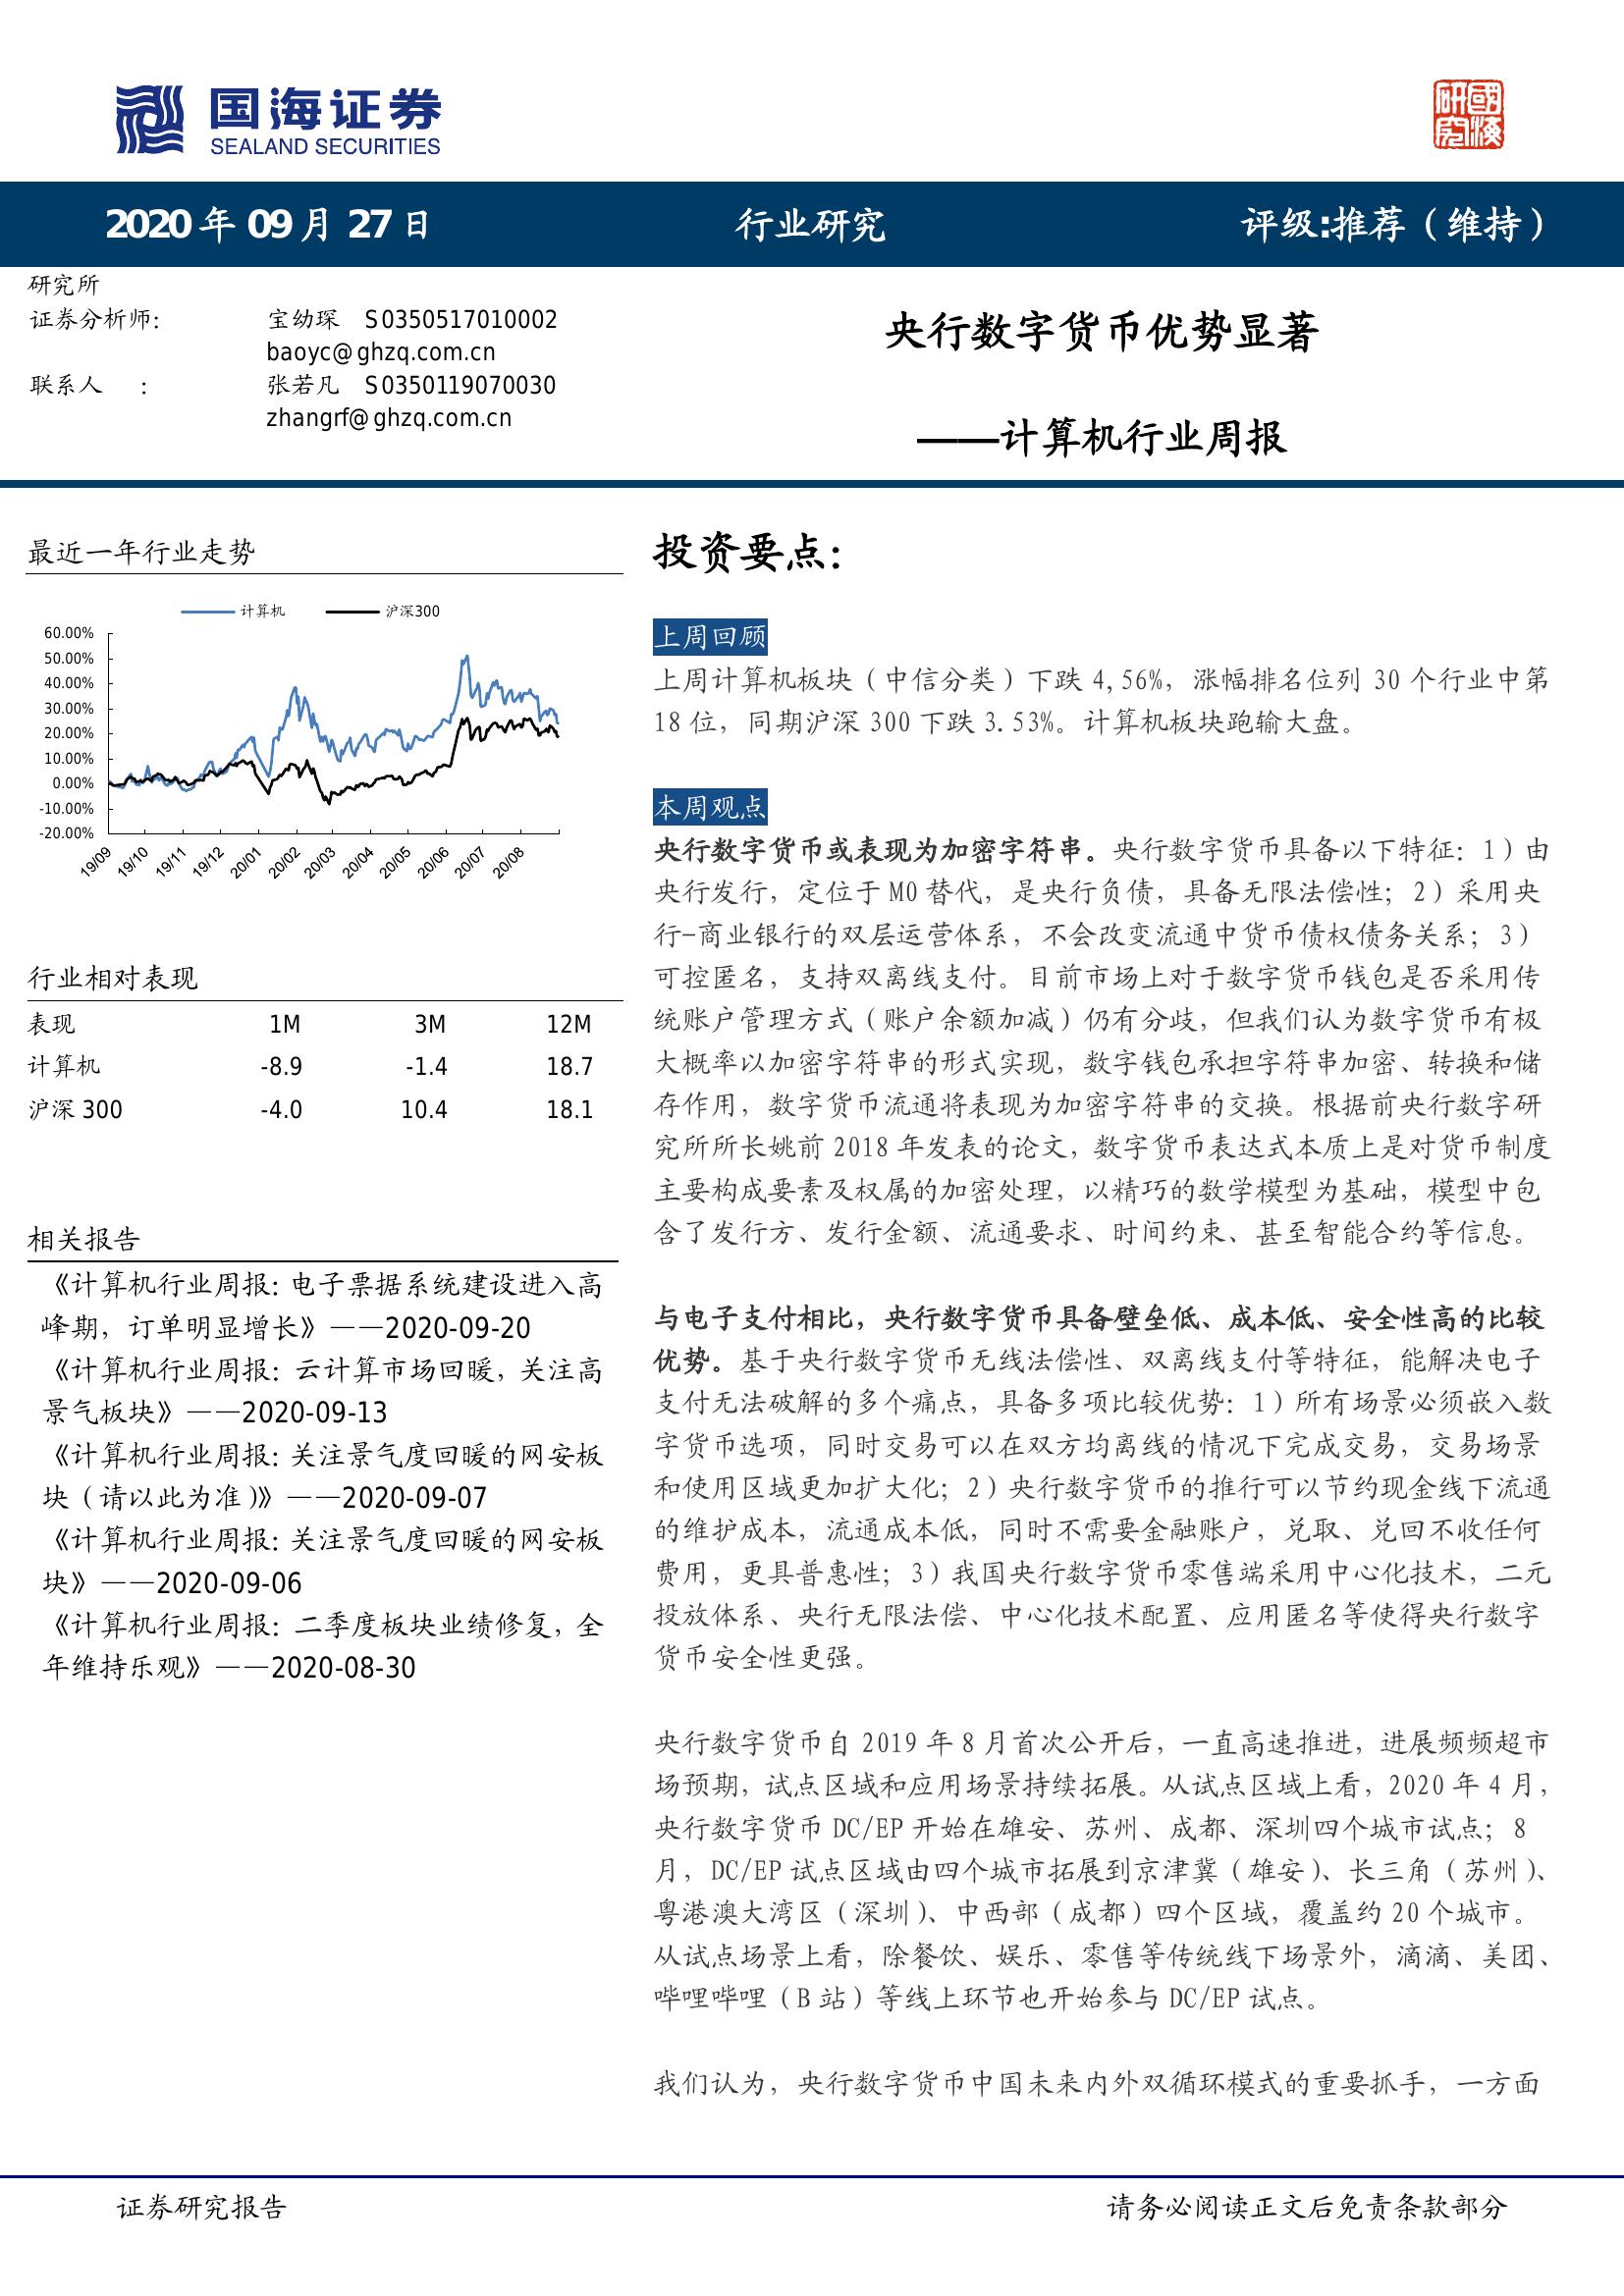 国海证券
SEALAND SECURITIES
國海研究
2020 年 09 月 27 日
行业研究
评级:推荐（维持）
研究所
证券分析师：
宝幼琛 S0350517010002
baoyc@ghzq.com.cn
联系人 ：
张若凡 S0350119070030
zhangrf@ghzq.com.cn
央行数字货币优势显著
——计算机行业周报
最近一年行业走势
计算机 沪深300
60.00%
50.00%
40.00%
30.00%
20.00%
10.00%
0.00%
-10.00%
-20.00%
19/09 19/10 19/11 19/12 20/01 20/02 20/03 20/04 20/05 20/06 20/07 20/08
行业相对表现
表现 1M 3M 12M
计算机 -8.9 -1.4 18.7
沪深 300 -4.0 10.4 18.1
相关报告
《计算机行业周报：电子票据系统建设进入高
峰期，订单明显增长》——2020-09-20
《计算机行业周报：云计算市场回暖，关注高
景气板块》——2020-09-13
《计算机行业周报：关注景气度回暖的网安板
块（请以此为准）》——2020-09-07
《计算机行业周报：关注景气度回暖的网安板
块》——2020-09-06
《计算机行业周报：二季度板块业绩修复，全
年维持乐观》——2020-08-30
投资要点：
上周回顾
上周计算机板块（中信分类）下跌 4,56%，涨幅排名位列 30 个行业中第
18 位，同期沪深 300 下跌 3.53%。计算机板块跑输大盘。
本周观点
央行数字货币或表现为加密字符串。央行数字货币具备以下特征：1）由
央行发行，定位于 M0 替代，是央行负债，具备无限法偿性；2）采用央
行-商业银行的双层运营体系，不会改变流通中货币债权债务关系；3）
可控匿名，支持双离线支付。目前市场上对于数字货币钱包是否采用传
统账户管理方式（账户余额加减）仍有分歧，但我们认为数字货币有极
大概率以加密字符串的形式实现，数字钱包承担字符串加密、转换和储
存作用，数字货币流通将表现为加密字符串的交换。根据前央行数字研
究所所长姚前 2018 年发表的论文，数字货币表达式本质上是对货币制度
主要构成要素及权属的加密处理，以精巧的数学模型为基础，模型中包
含了发行方、发行金额、流通要求、时间约束、甚至智能合约等信息。
与电子支付相比，央行数字货币具备壁垒低、成本低、安全性高的比较
优势。基于央行数字货币无线法偿性、双离线支付等特征，能解决电子
支付无法破解的多个痛点，具备多项比较优势：1）所有场景必须嵌入数
字货币选项，同时交易可以在双方均离线的情况下完成交易，交易场景
和使用区域更加扩大化；2）央行数字货币的推行可以节约现金线下流通
的维护成本，流通成本低，同时不需要金融账户，兑取、兑回不收任何
费用，更具普惠性；3）我国央行数字货币零售端采用中心化技术，二元
投放体系、央行无限法偿、中心化技术配置、应用匿名等使得央行数字
货币安全性更强。
央行数字货币自 2019 年 8 月首次公开后，一直高速推进，进展频频超市
场预期，试点区域和应用场景持续拓展。从试点区域上看，2020 年 4 月，
央行数字货币 DC/EP 开始在雄安、苏州、成都、深圳四个城市试点；8
月，DC/EP 试点区域由四个城市拓展到京津冀（雄安）、长三角（苏州）、
粤港澳大湾区（深圳）、中西部（成都）四个区域，覆盖约 20 个城市。
从试点场景上看，除餐饮、娱乐、零售等传统线下场景外，滴滴、美团、
哔哩哔哩（B 站）等线上环节也开始参与 DC/EP 试点。
我们认为，央行数字货币中国未来内外双循环模式的重要抓手，一方面
证券研究报告
请务必阅读正文后免责条款部分